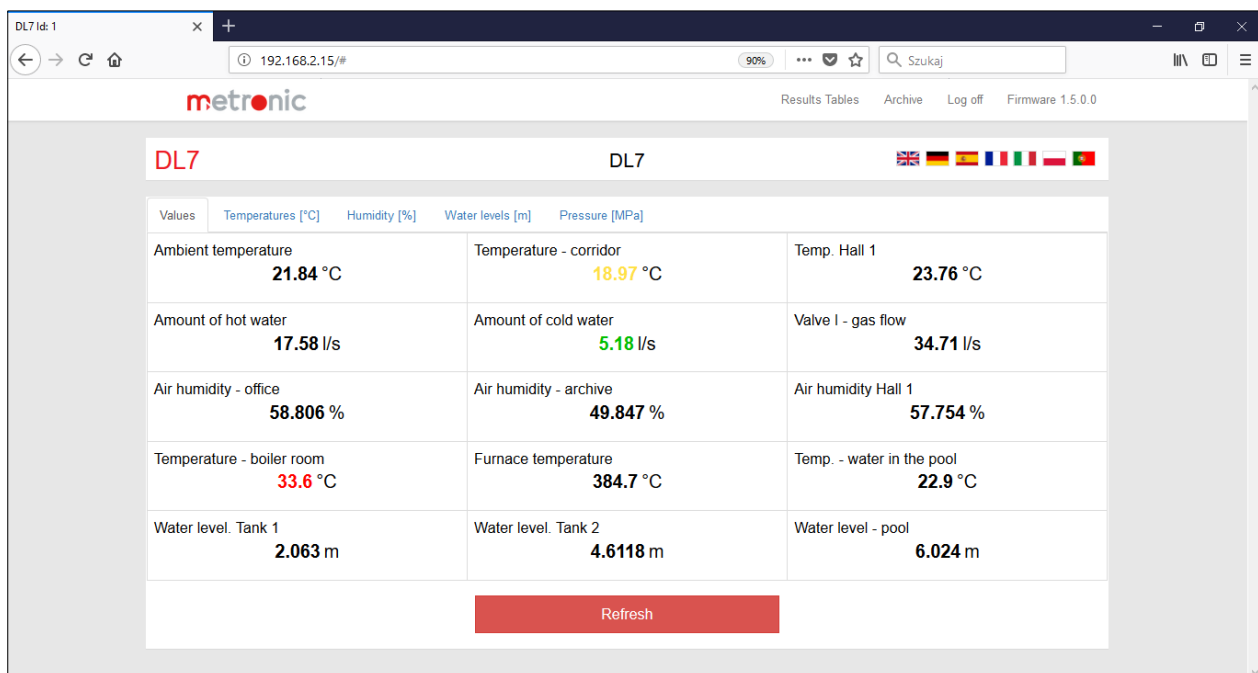 DL7 Id: 1
192.168.2.15/#
90%
Szukaj
metronic
Results Tables Archive Log off Firmware 1.5.0.0
DL7 DL7
Values Temperatures [°C] Humidity [%] Water levels [m] Pressure [MPa]
Ambient temperature Temperature - corridor Temp. Hall 1
21.84 °C 18.97 °C 23.76 °C
Amount of hot water Amount of cold water Valve I - gas flow
17.58 l/s 5.18 l/s 34.71 l/s
Air humidity - office Air humidity - archive Air humidity Hall 1
58.806 % 49.847 % 57.754 %
Temperature - boiler room Furnace temperature Temp. - water in the pool
33.6 °C 384.7 °C 22.9 °C
Water level. Tank 1 Water level. Tank 2 Water level - pool
2.063 m 4.6118 m 6.024 m
Refresh